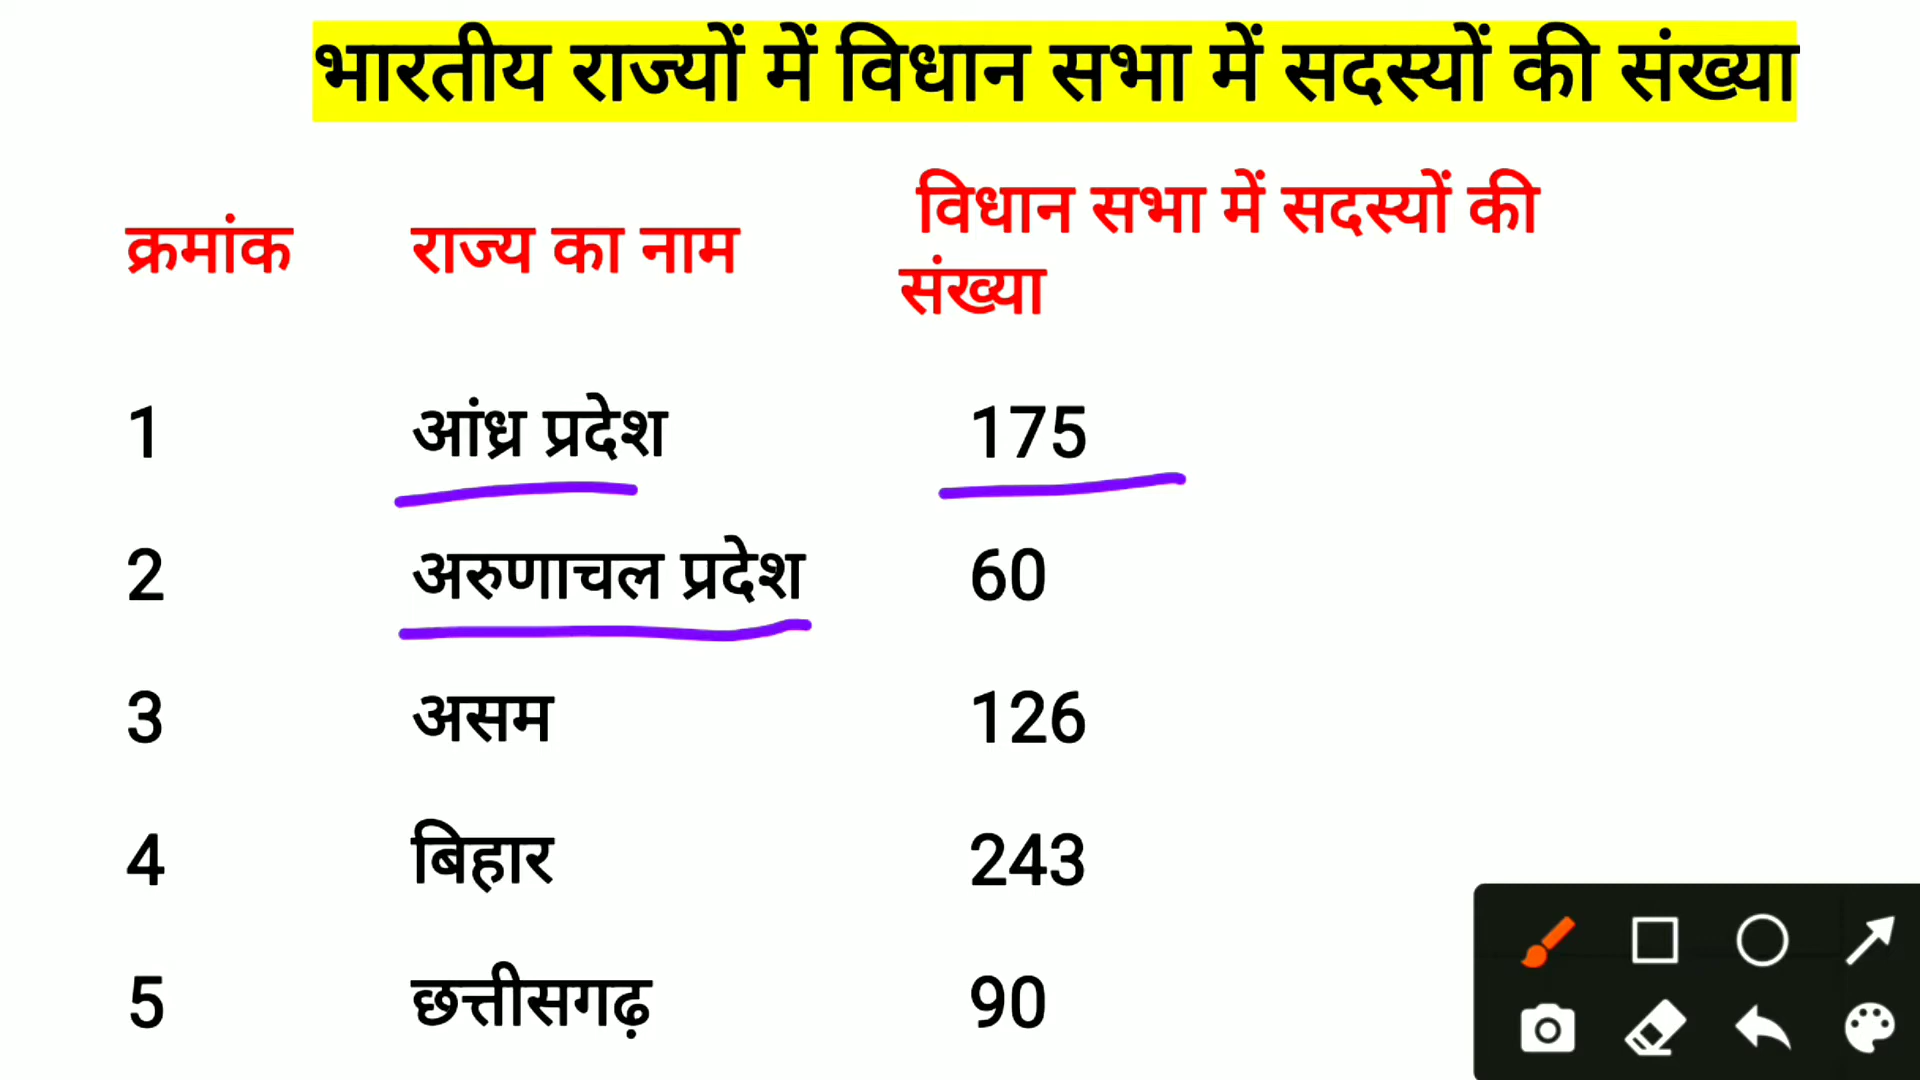 भारतीय राज्यों में विधान सभा में सदस्यों की संख्या
क्रमांक राज्य का नाम विधान सभा में सदस्यों की संख्या
1 आंध्र प्रदेश 175
2 अरुणाचल प्रदेश 60
3 असम 126
4 बिहार 243
5 छत्तीसगढ़ 90